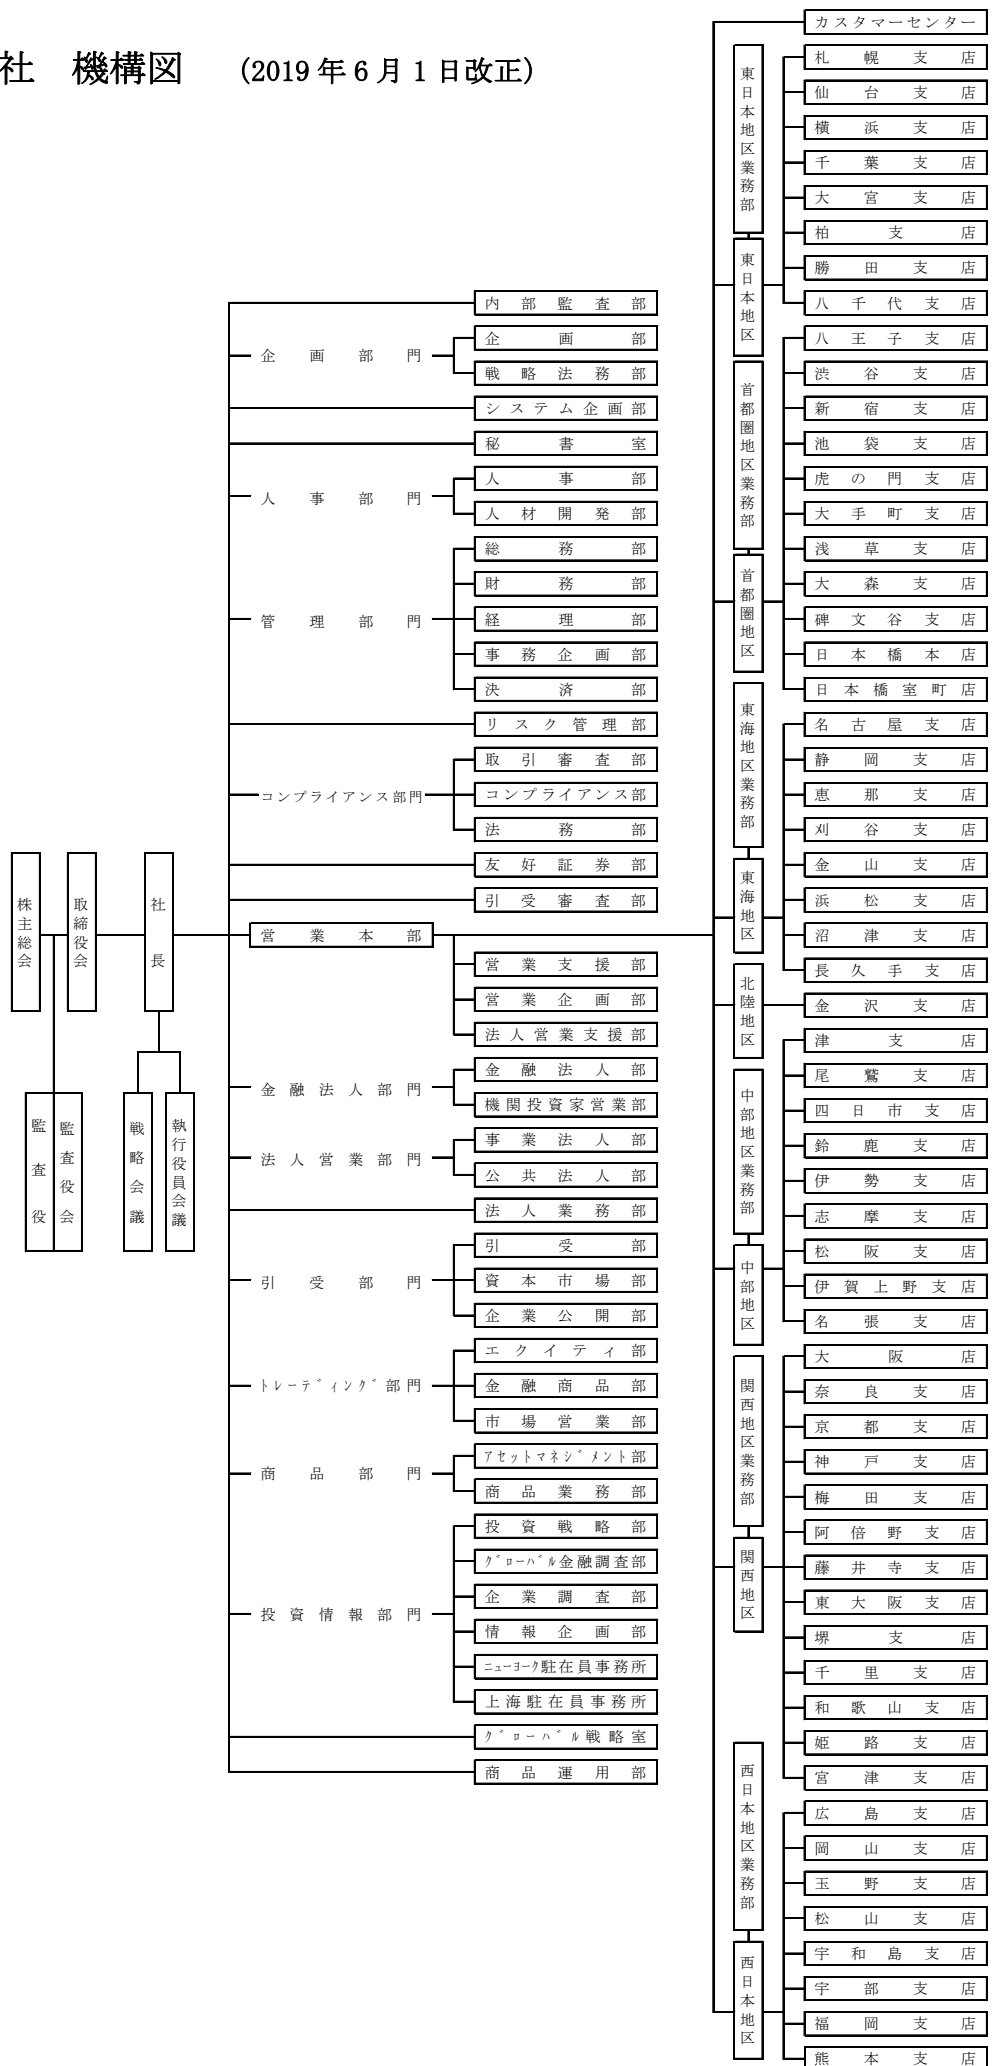 社 機構図 (2019年6月1日改正)
株主総会
取締役会
社長
監査役
監査役会
戦略会議
執行役員会議
内部監査部
企画部門
企画部
戦略法務部
システム企画部
秘書室
人事部門
人事部
人材開発部
管理部門
総務部
財務部
経理部
事務企画部
決済部
リスク管理部
コンプライアンス部門
取引審査部
コンプライアンス部
法務部
友好証券部
引受審査部
営業本部
営業支援部
営業企画部
法人営業支援部
金融法人部門
金融法人部
機関投資家営業部
法人営業部門
事業法人部
公共法人部
法人業務部
引受部門
引受部
資本市場部
企業公開部
ﾄﾚｰﾃﾞｨﾝｸﾞ部門
エクイティ部
金融商品部
市場営業部
商品部門
ｱｾｯﾄﾏﾈｼﾞﾒﾝﾄ部
商品業務部
投資情報部門
投資戦略部
ｸﾞﾛｰﾊﾞﾙ金融調査部
企業調査部
情報企画部
ﾆｭｰﾖｰｸ駐在員事務所
上海駐在員事務所
ｸﾞﾛｰﾊﾞﾙ戦略室
商品運用部
カスタマーセンター
東日本地区業務部
東日本地区
札幌支店
仙台支店
横浜支店
千葉支店
大宮支店
柏支店
勝田支店
八千代支店
首都圏地区業務部
首都圏地区
八王子支店
渋谷支店
新宿支店
池袋支店
虎の門支店
大手町支店
浅草支店
大森支店
碑文谷支店
日本橋本店
日本橋室町店
東海地区業務部
東海地区
名古屋支店
静岡支店
恵那支店
刈谷支店
金山支店
浜松支店
沼津支店
長久手支店
北陸地区
金沢支店
中部地区業務部
中部地区
津支店
尾鷲支店
四日市支店
鈴鹿支店
伊勢支店
志摩支店
松阪支店
伊賀上野支店
名張支店
関西地区業務部
関西地区
大阪店
奈良支店
京都支店
神戸支店
梅田支店
阿倍野支店
藤井寺支店
東大阪支店
堺支店
千里支店
和歌山支店
姫路支店
宮津支店
西日本地区業務部
西日本地区
広島支店
岡山支店
玉野支店
松山支店
宇和島支店
宇部支店
福岡支店
熊本支店